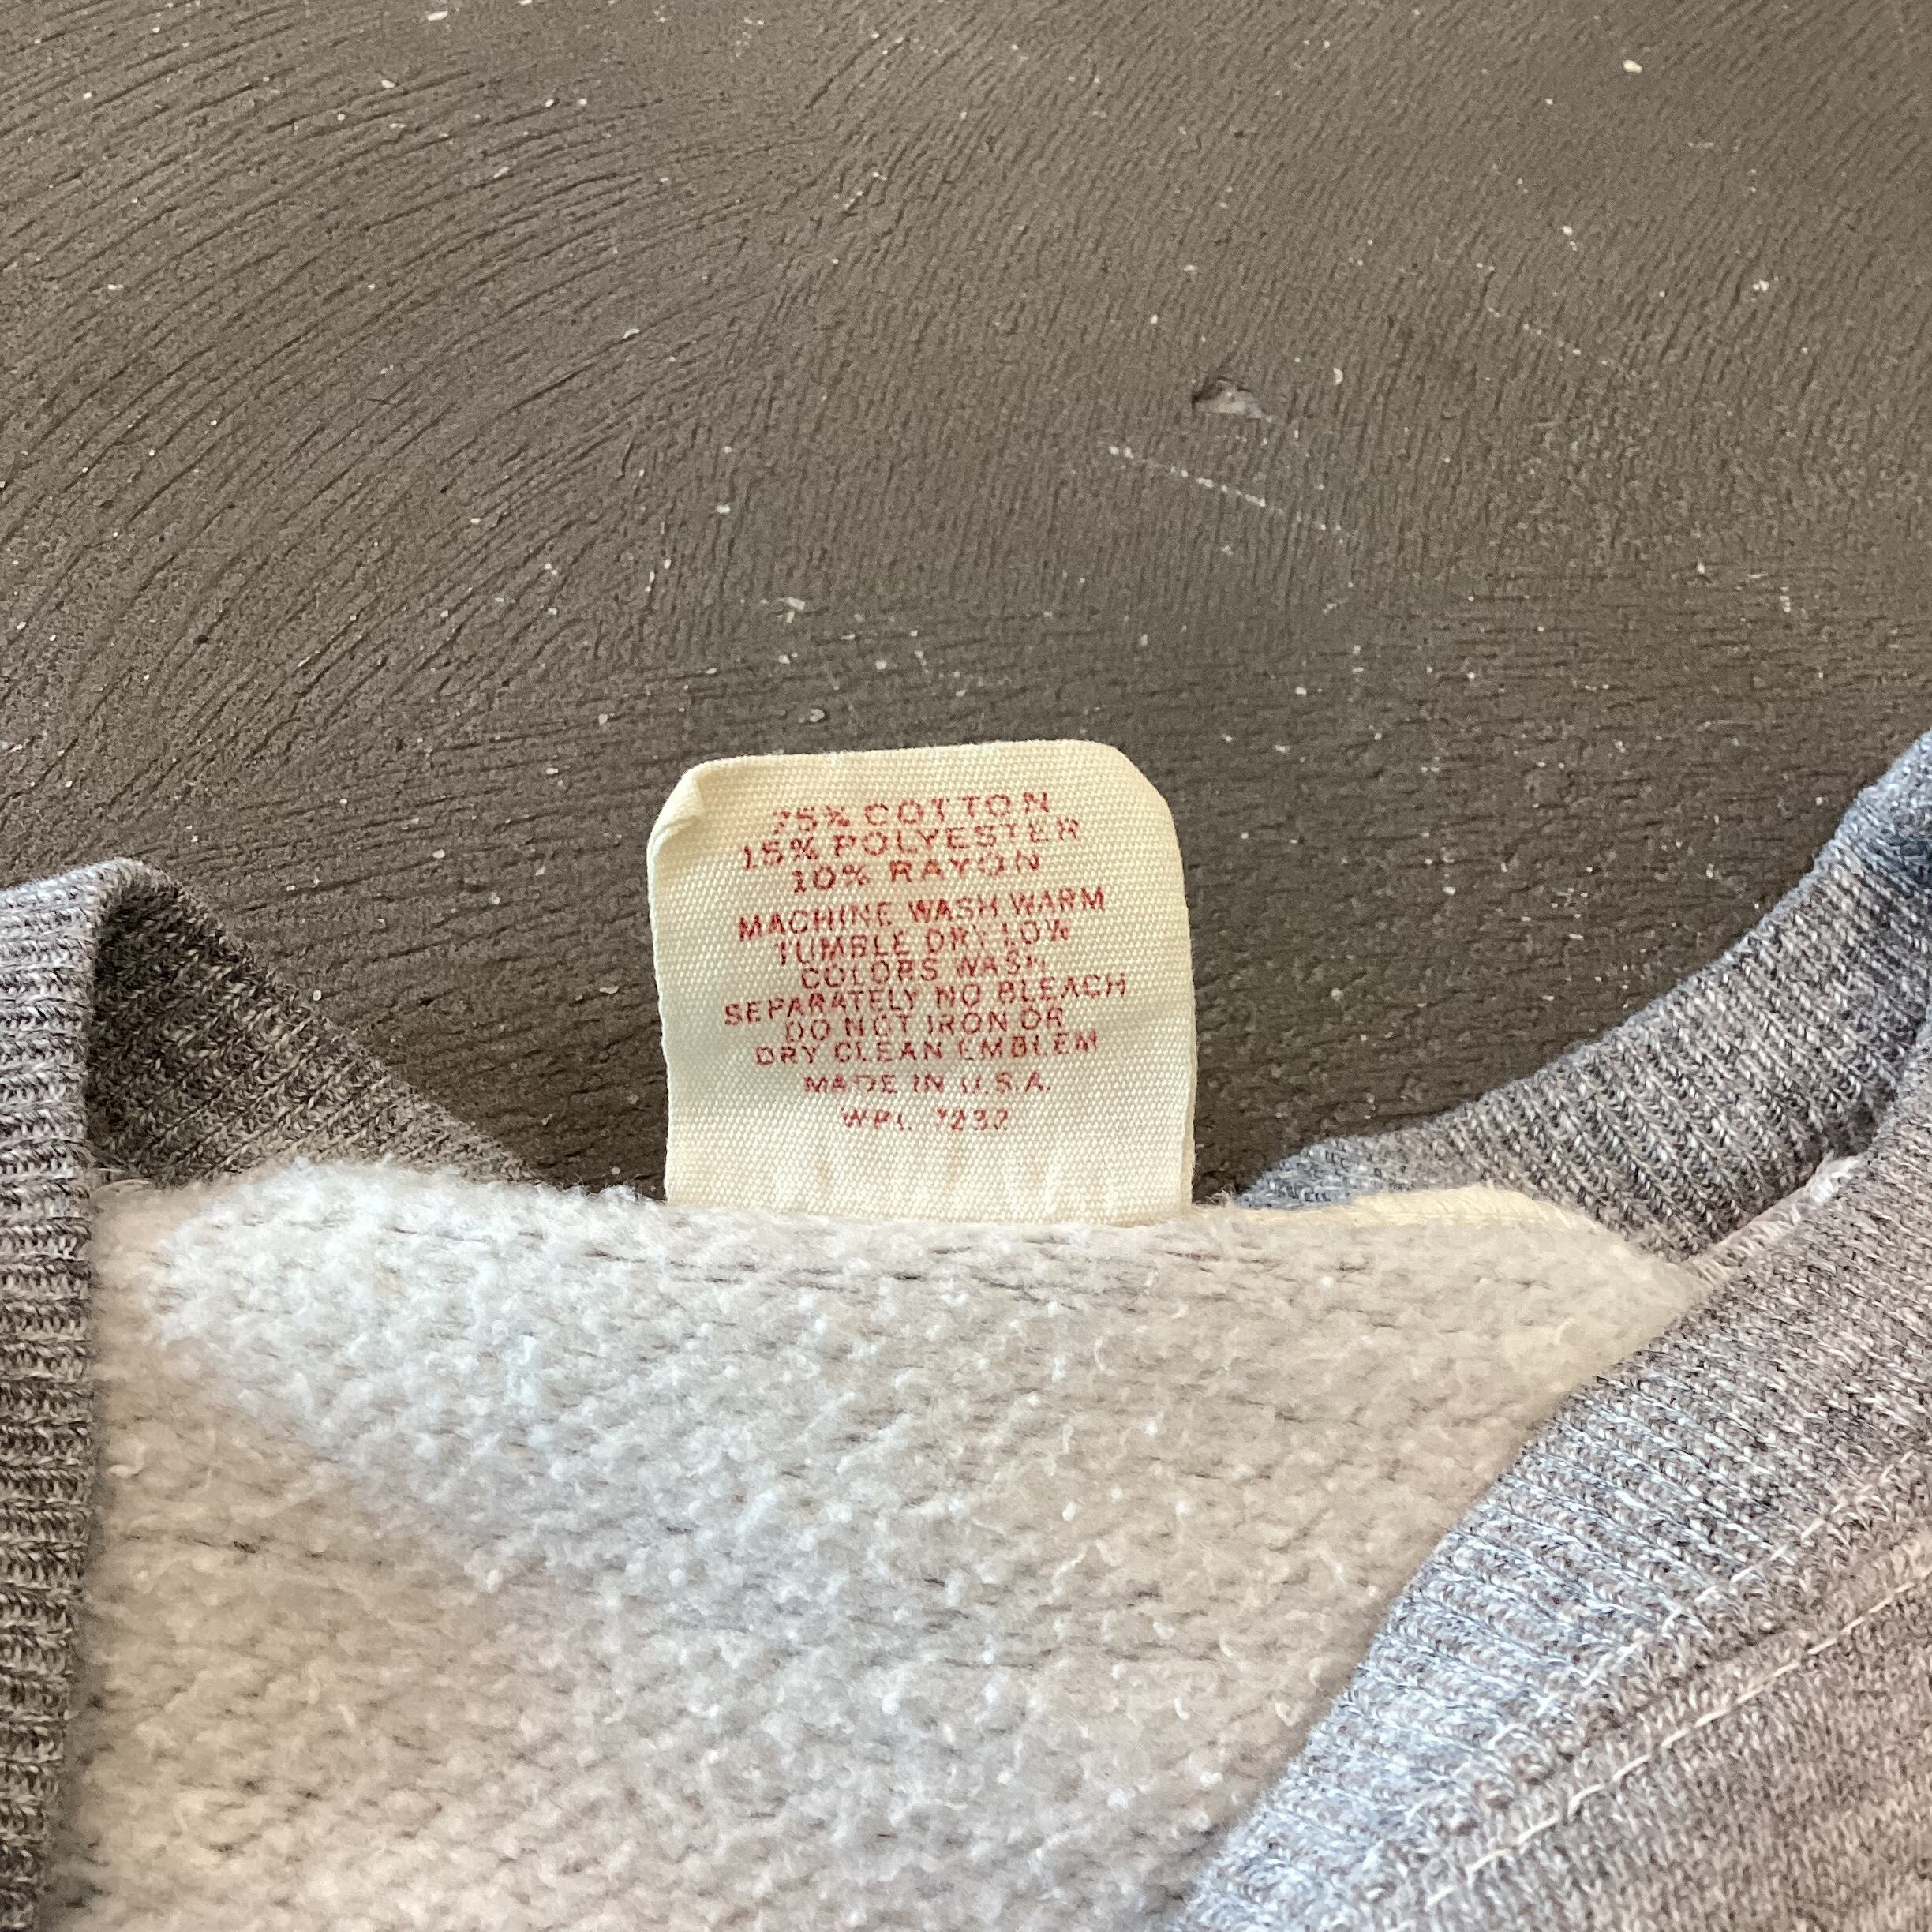 75% COTTON
15% POLYESTER
10% RAYON
MACHINE WASH WARM
TUMBLE DRY LOW
COLORS WASH
SEPARATELY NO BLEACH
DO NOT IRON OR
DRY CLEAN EMBLEM
MADE IN U.S.A.
WPL